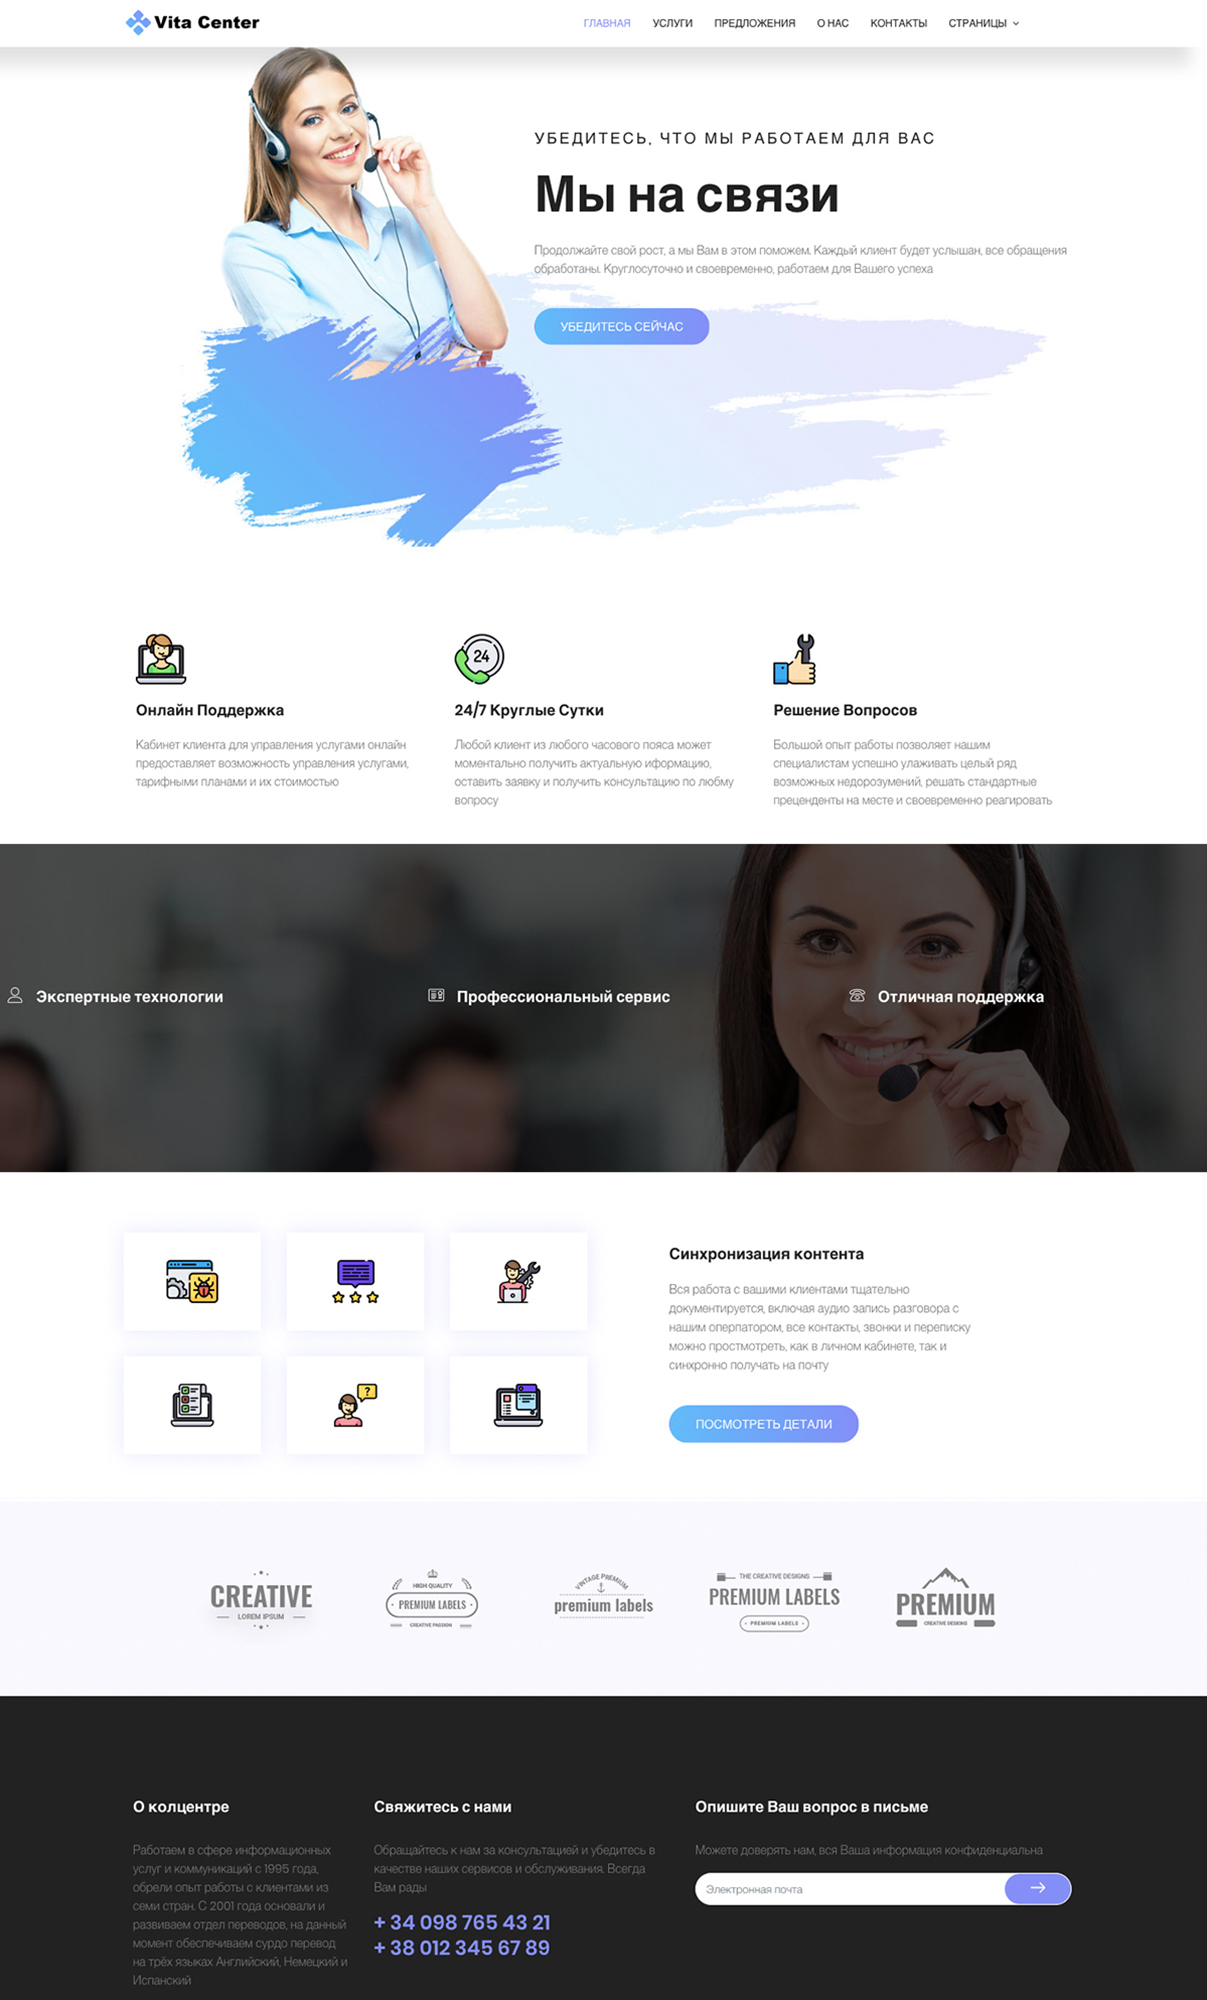 Vita Center
ГЛАВНАЯ УСЛУГИ ПРЕДЛОЖЕНИЯ О НАС КОНТАКТЫ СТРАНИЦЫ
УБЕДИТЕСЬ, ЧТО МЫ РАБОТАЕМ ДЛЯ ВАС
Мы на связи
Продолжайте свой рост, а мы Вам в этом поможем. Каждый клиент будет услышан, все обращения
обработаны. Круглосуточно и своевременно, работаем для Вашего успеха
УБЕДИТЕСЬ СЕЙЧАС
Онлайн Поддержка
Кабинет клиента для управления услугами онлайн
предоставляет возможность управления услугами,
тарифными планами и их стоимостью
24
24/7 Круглые Сутки
Любой клиент из любого часового пояса может
моментально получить актуальную иформацию,
оставить заявку и получить консультацию по любму
вопросу
Решение Вопросов
Большой опыт работы позволяет нашим
специалистам успешно улаживать целый ряд
возможных недорозумений, решать стандартные
прецеденты на месте и своевременно реагировать
Экспертные технологии
Профессиональный сервис
Отличная поддержка
?
Синхронизация контента
Вся работа с вашими клиентами тщательно
документируется, включая аудио запись разговора с
нашим оперпатором, все контакты, звонки и переписку
можно простмотреть, как в личном кабинете, так и
синхронно получать на почту
ПОСМОТРЕТЬ ДЕТАЛИ
CREATIVE
LOREM IPSUM
HIGH QUALITY
PREMIUM LABELS
CREATIVE PASSION
VINTAGE PREMIUM
premium labels
THE CREATIVE DESIGNS
PREMIUM LABELS
PREMIUM LABELS
PREMIUM
CREATIVE DESIGNS
О колцентре
Работаем в сфере информационных
услуг и коммуникаций с 1995 года,
обрели опыт работы с клиентами из
семи стран. С 2001 года основали и
развиваем отдел переводов, на данный
момент обеспечиваем сурдо перевод
на трёх языках Английский, Немецкий и
Испанский
Свяжитесь с нами
Обращайтесь к нам за консультацией и убедитесь в
качестве наших сервисов и обслуживания. Всегда
Вам рады
+ 34 098 765 43 21
+ 38 012 345 67 89
Опишите Ваш вопрос в письме
Можете доверять нам, вся Ваша информация конфиденциальна
Электронная почта